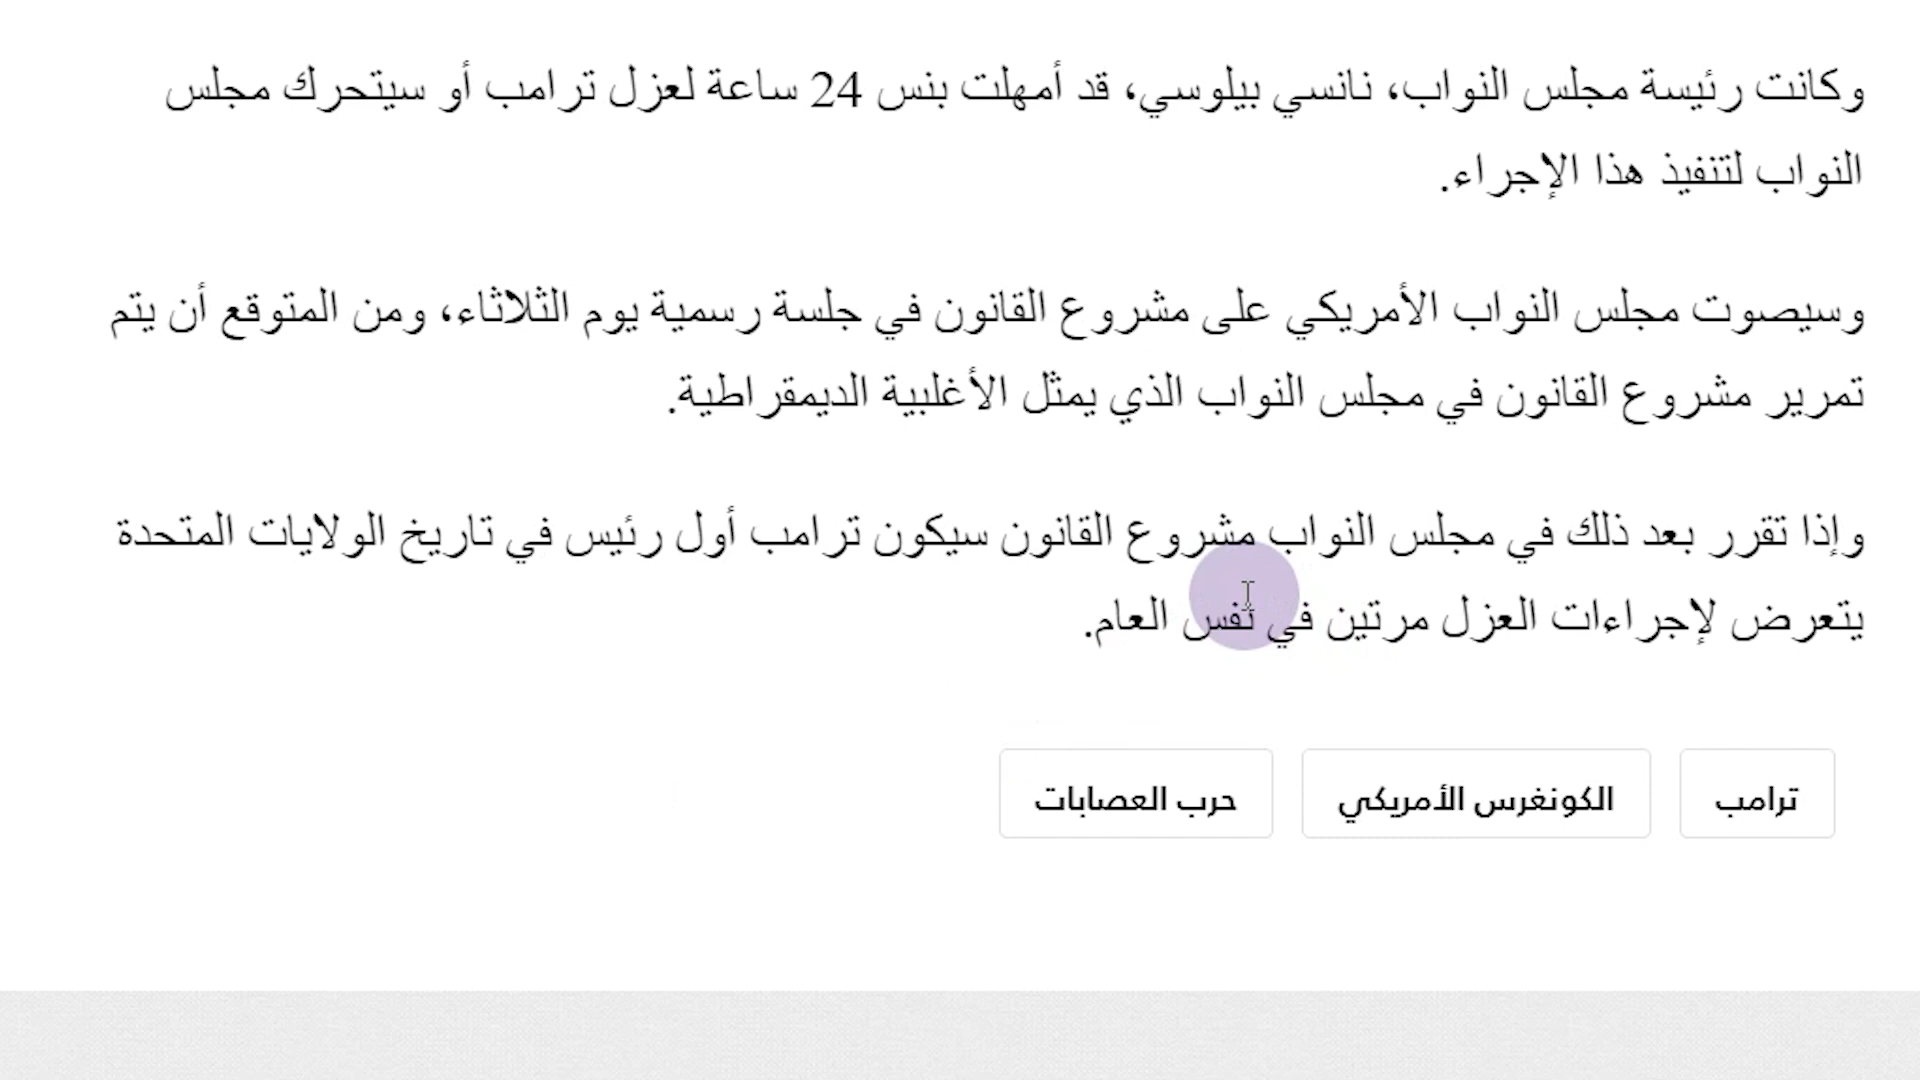 وكانت رئيسة مجلس النواب، نانسي بيلوسي، قد أمهلت بنس 24 ساعة لعزل ترامب أو سيتحرك مجلس
النواب لتنفيذ هذا الإجراء.
وسيصوت مجلس النواب الأمريكي على مشروع القانون في جلسة رسمية يوم الثلاثاء، ومن المتوقع أن يتم
تمرير مشروع القانون في مجلس النواب الذي يمثل الأغلبية الديمقراطية.
وإذا تقرر بعد ذلك في مجلس النواب مشروع القانون سيكون ترامب أول رئيس في تاريخ الولايات المتحدة
يتعرض لإجراءات العزل مرتين في نفس العام.
ترامب الكونغرس الأمريكي حرب العصابات